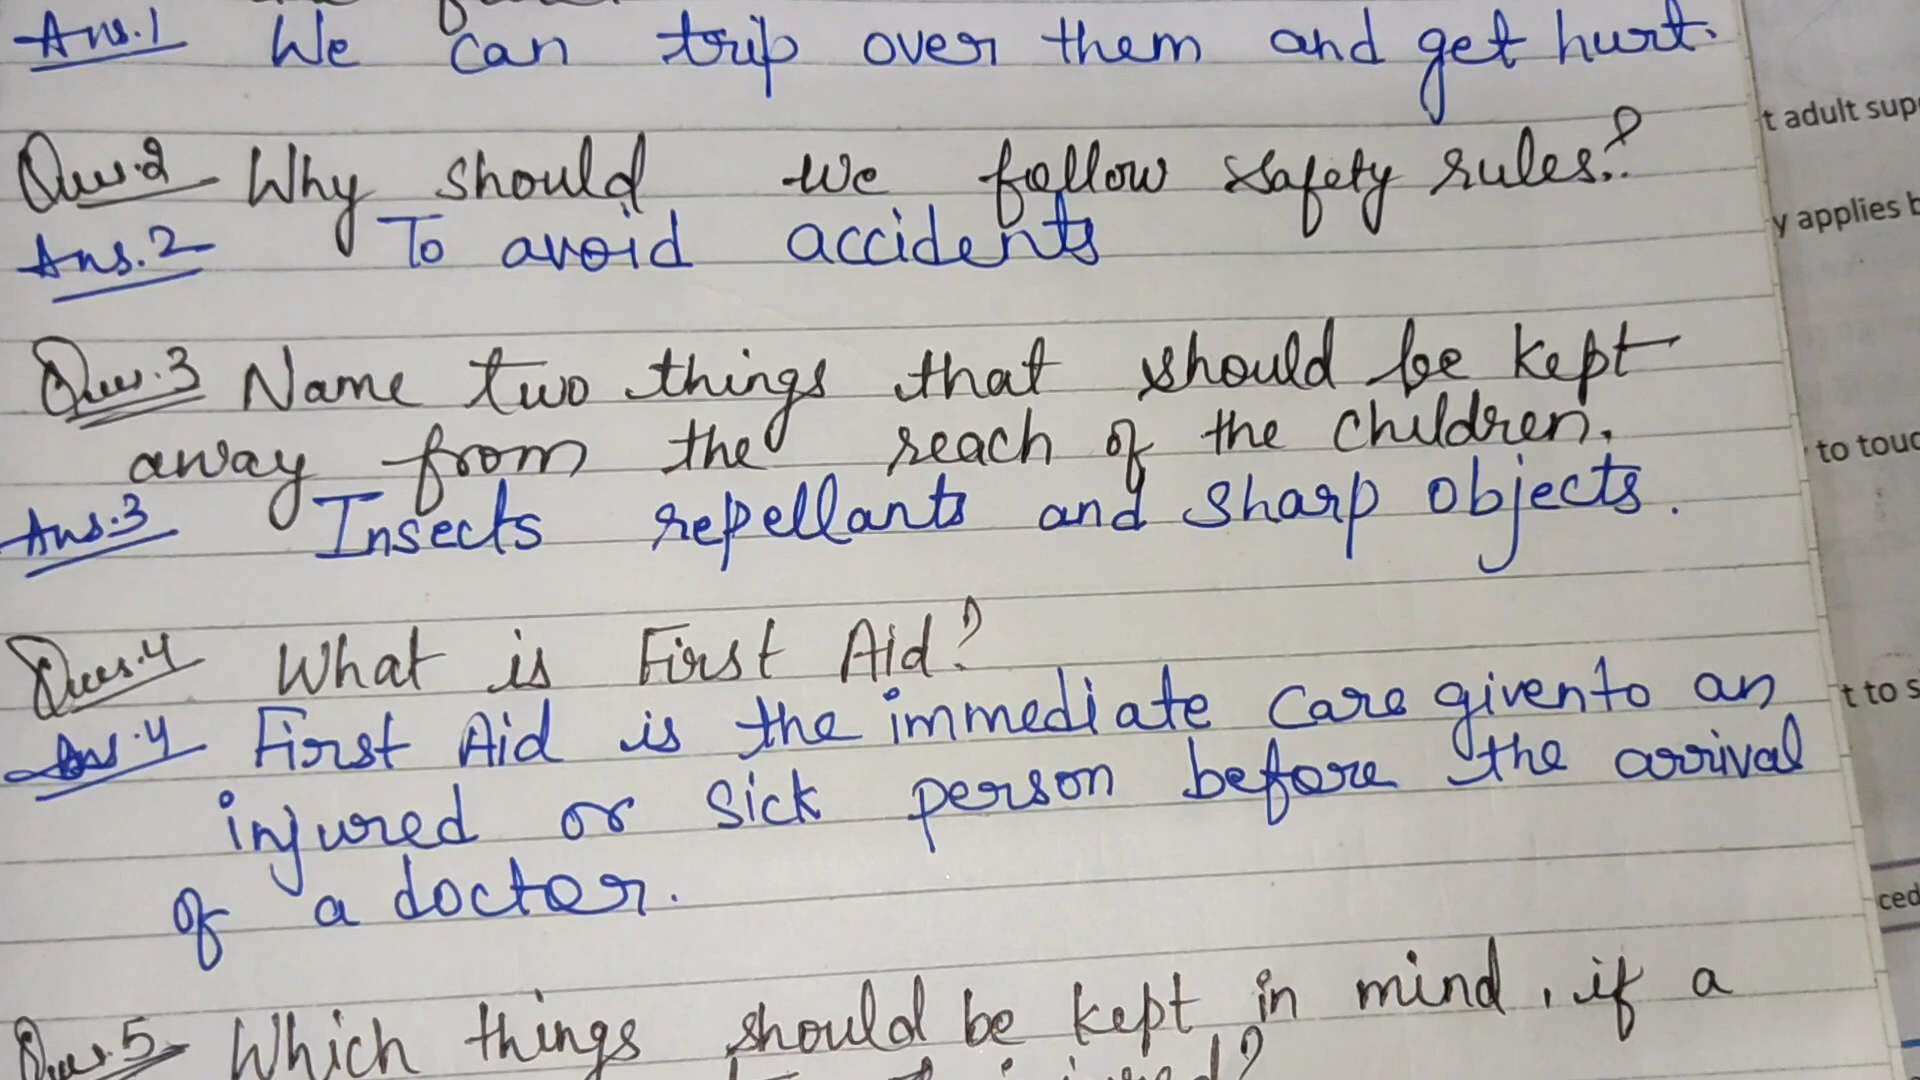 Ans.1 We can trip over them and get hurt.
Ques.2 Why should we follow safety rules.?
Ans.2 To avoid accidents
Ques.3 Name two things that should be kept
away from the reach of the children.
Ans.3 Insects repellants and sharp objects.
Ques.4 What is First Aid?
Ans.4 First Aid is the immediate care given to an
injured or sick person before the arrival
of a doctor.
Ques.5 Which things should be kept in mind, if a
t adult sup
y applies b
to touc
t to s
ced